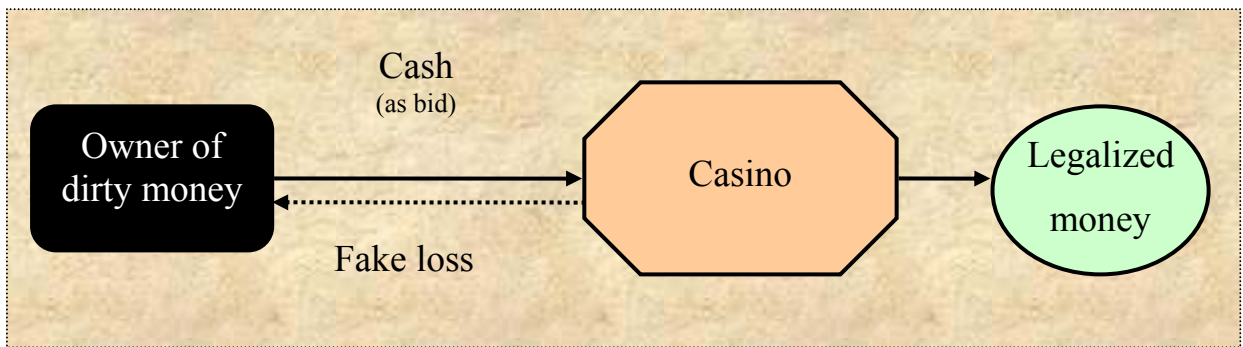 Cash
(as bid)
Owner of
dirty money
Casino
Legalized
money
Fake loss